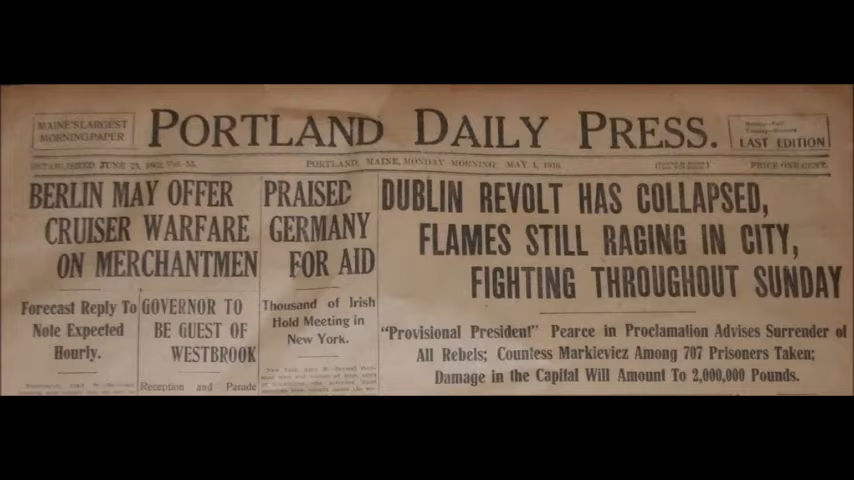 MAINE'S LARGEST
MORNING PAPER
PORTLAND DAILY PRESS.
LAST EDITION
ESTABLISHED JUNE 23, 1862. Vol. 53.
PORTLAND, MAINE, MONDAY MORNING, MAY 1, 1916.
PRICE ONE CENT.
BERLIN MAY OFFER
CRUISER WARFARE
ON MERCHANTMEN
Forecast Reply To
Note Expected
Hourly.
GOVERNOR TO
BE GUEST OF
WESTBROOK
Reception and Parade
PRAISED
GERMANY
FOR AID
Thousand of Irish
Hold Meeting in
New York.
DUBLIN REVOLT HAS COLLAPSED,
FLAMES STILL RAGING IN CITY,
FIGHTING THROUGHOUT SUNDAY
"Provisional President" Pearce in Proclamation Advises Surrender of
All Rebels; Countess Markievicz Among 707 Prisoners Taken;
Damage in the Capital Will Amount To 2,000,000 Pounds.